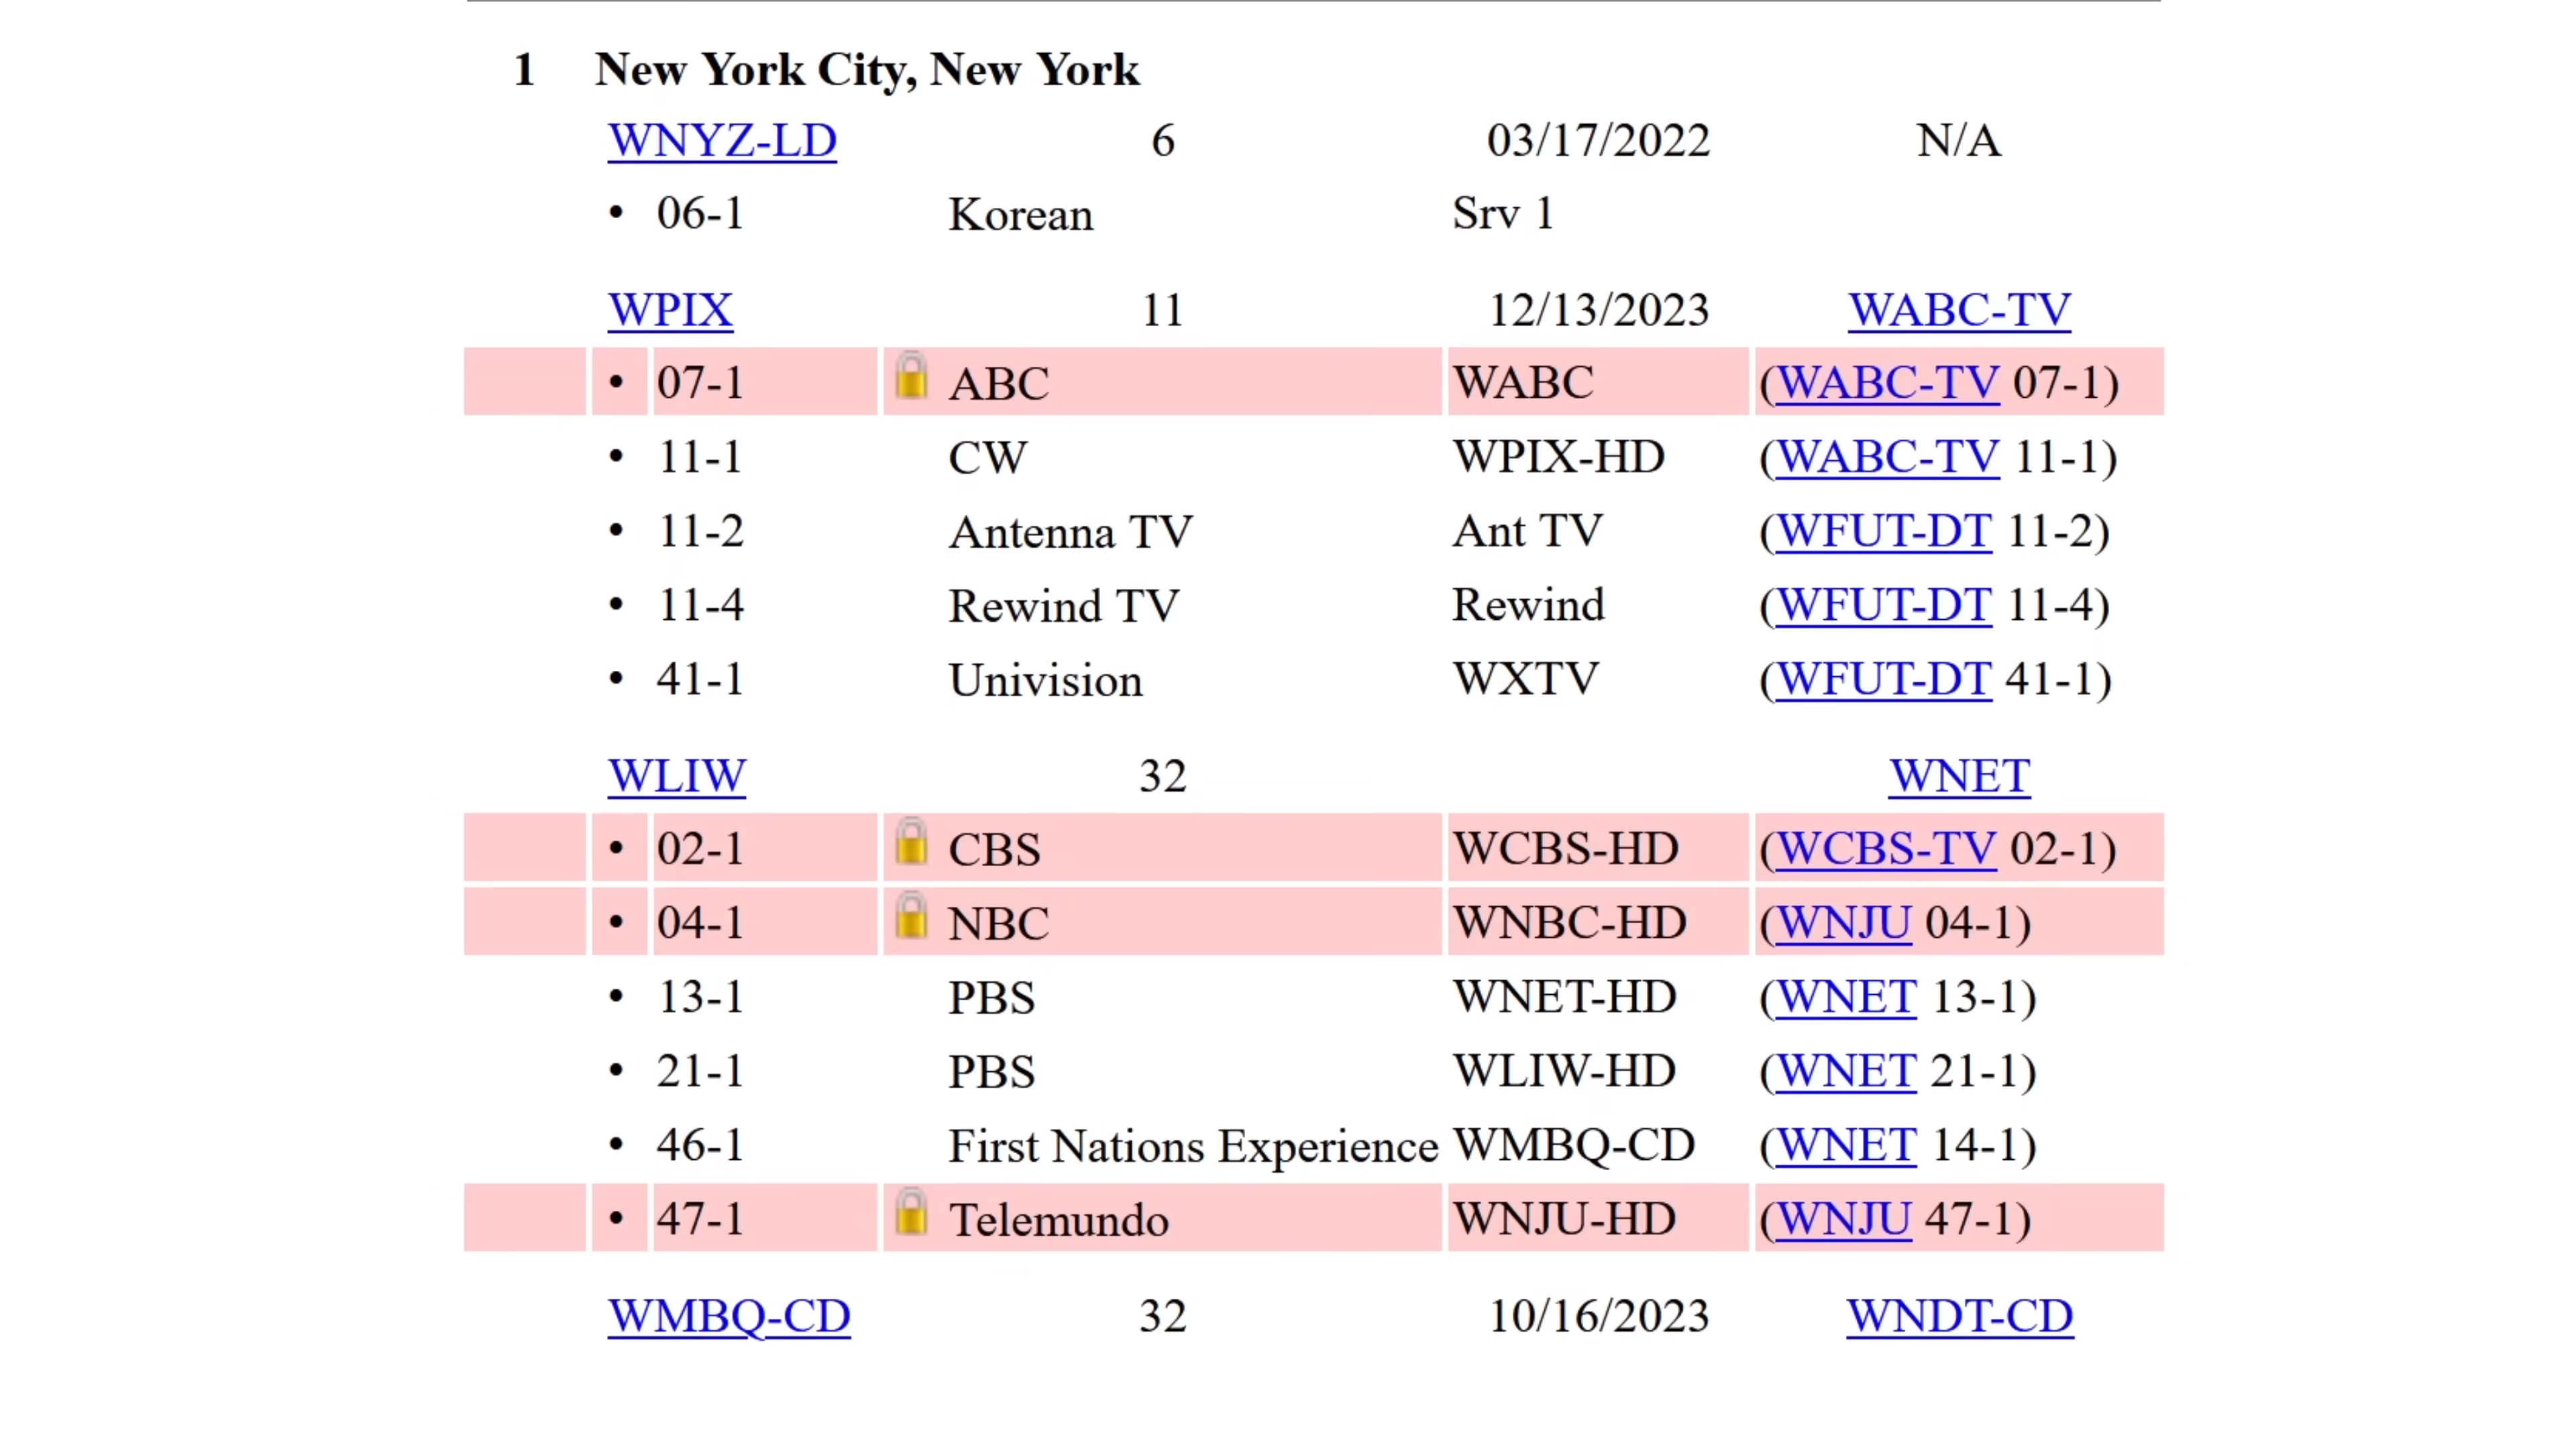 1 New York City, New York
WNYZ-LD 6 03/17/2022 N/A
• 06-1 Korean Srv 1
WPIX 11 12/13/2023 WABC-TV
• 07-1 ABC WABC (WABC-TV 07-1)
• 11-1 CW WPIX-HD (WABC-TV 11-1)
• 11-2 Antenna TV Ant TV (WFUT-DT 11-2)
• 11-4 Rewind TV Rewind (WFUT-DT 11-4)
• 41-1 Univision WXTV (WFUT-DT 41-1)
WLIW 32 WNET
• 02-1 CBS WCBS-HD (WCBS-TV 02-1)
• 04-1 NBC WNBC-HD (WNJU 04-1)
• 13-1 PBS WNET-HD (WNET 13-1)
• 21-1 PBS WLIW-HD (WNET 21-1)
• 46-1 First Nations Experience WMBQ-CD (WNET 14-1)
• 47-1 Telemundo WNJU-HD (WNJU 47-1)
WMBQ-CD 32 10/16/2023 WNDT-CD